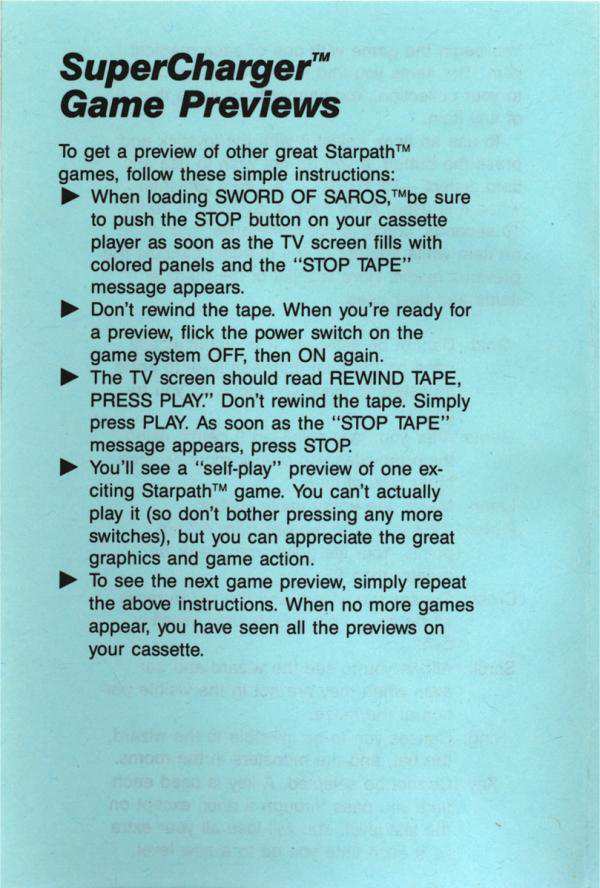 SuperCharger™
Game Previews
To get a preview of other great Starpath™
games, follow these simple instructions:
▶ When loading SWORD OF SAROS,™be sure
to push the STOP button on your cassette
player as soon as the TV screen fills with
colored panels and the "STOP TAPE"
message appears.
▶ Don't rewind the tape. When you're ready for
a preview, flick the power switch on the
game system OFF, then ON again.
▶ The TV screen should read REWIND TAPE,
PRESS PLAY." Don't rewind the tape. Simply
press PLAY. As soon as the "STOP TAPE"
message appears, press STOP.
▶ You'll see a "self-play" preview of one ex-
citing Starpath™ game. You can't actually
play it (so don't bother pressing any more
switches), but you can appreciate the great
graphics and game action.
▶ To see the next game preview, simply repeat
the above instructions. When no more games
appear, you have seen all the previews on
your cassette.